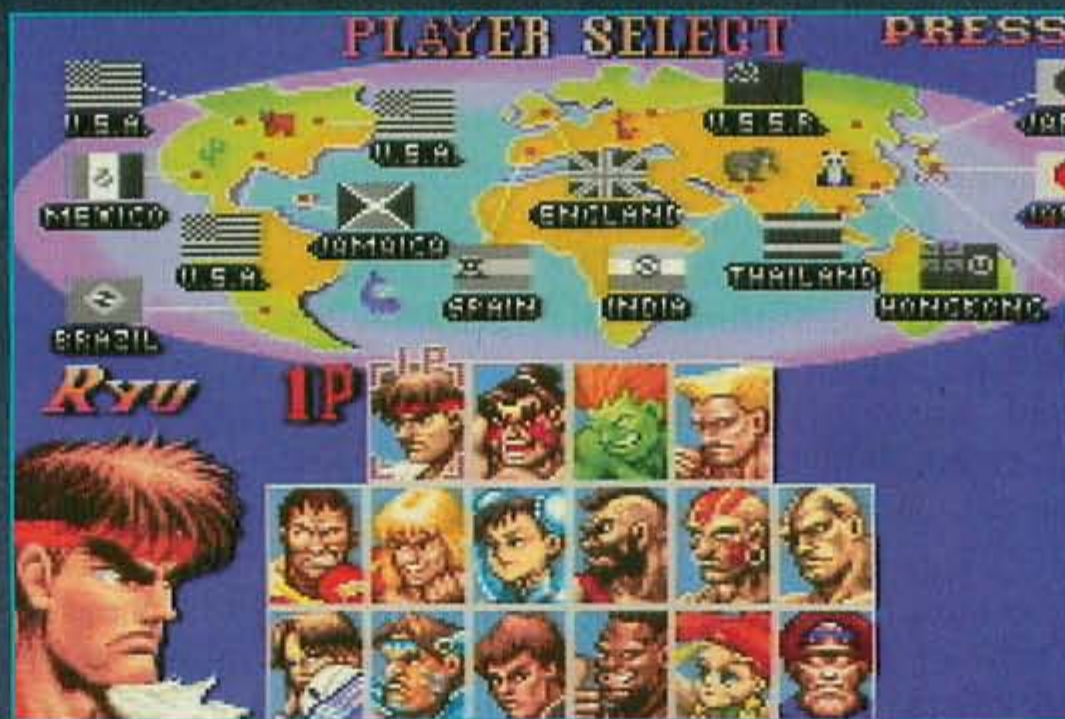 PLAYER SELECT PRESS
U.S.A.
U.S.A.
U.S.S.R.
MEXICO
ENGLAND
JAMAICA
U.S.A.
THAILAND
SPAIN
INDIA
HONGKONG
BRAZIL
RYU
1P
1P